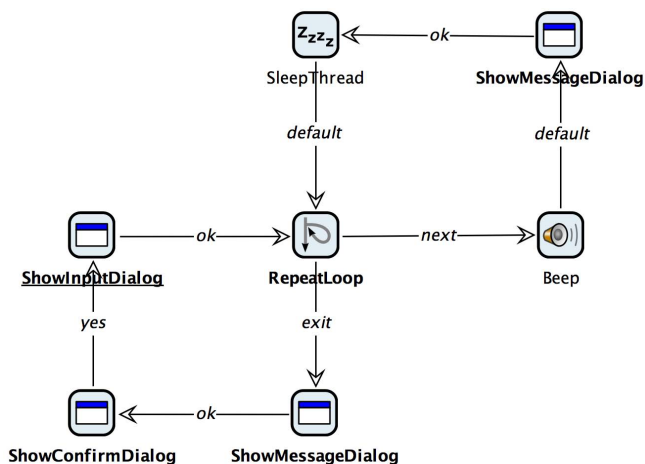 Zzzz
ok
SleepThread
ShowMessageDialog
default
default
ok
next
ShowInputDialog
RepeatLoop
Beep
yes
exit
ok
ShowConfirmDialog
ShowMessageDialog